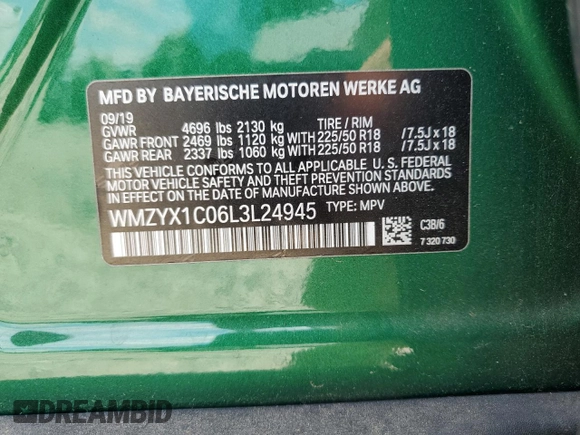 MFD BY BAYERISCHE MOTOREN WERKE AG
09/19
GVWR 4696 lbs 2130 kg TIRE / RIM
GAWR FRONT 2469 lbs 1120 kg WITH 225/50 R18 /7.5J x 18
GAWR REAR 2337 lbs 1060 kg WITH 225/50 R18 /7.5J x 18
THIS VEHICLE CONFORMS TO ALL APPLICABLE U. S. FEDERAL
MOTOR VEHICLE SAFETY, BUMPER, AND THEFT PREVENTION STANDARDS
IN EFFECT ON THE DATE OF MANUFACTURE SHOWN ABOVE.
WMZYX1C06L3L24945 TYPE: MPV
C3B/6
7 320 730
DREAMBID